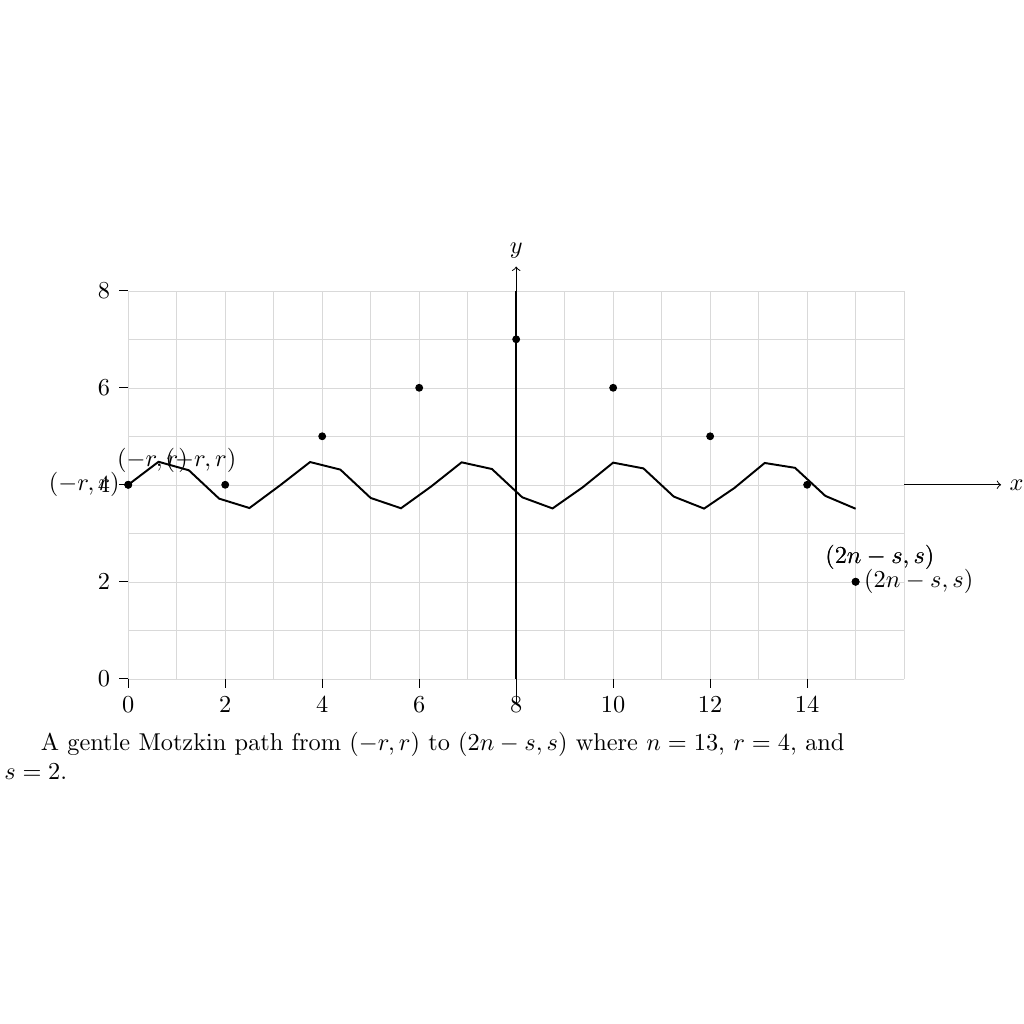 y
8
6
(−r, r)
(−r, r)
(−r, r)
4
x
(2n − s, s)
2
(2n − s, s)
0
0 2 4 6 8 10 12 14
A gentle Motzkin path from (−r, r) to (2n − s, s) where n = 13, r = 4, and
s = 2.